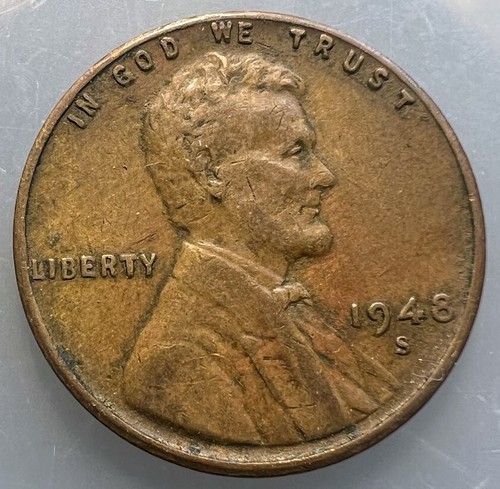 IN GOD WE TRUST
LIBERTY
1948
S